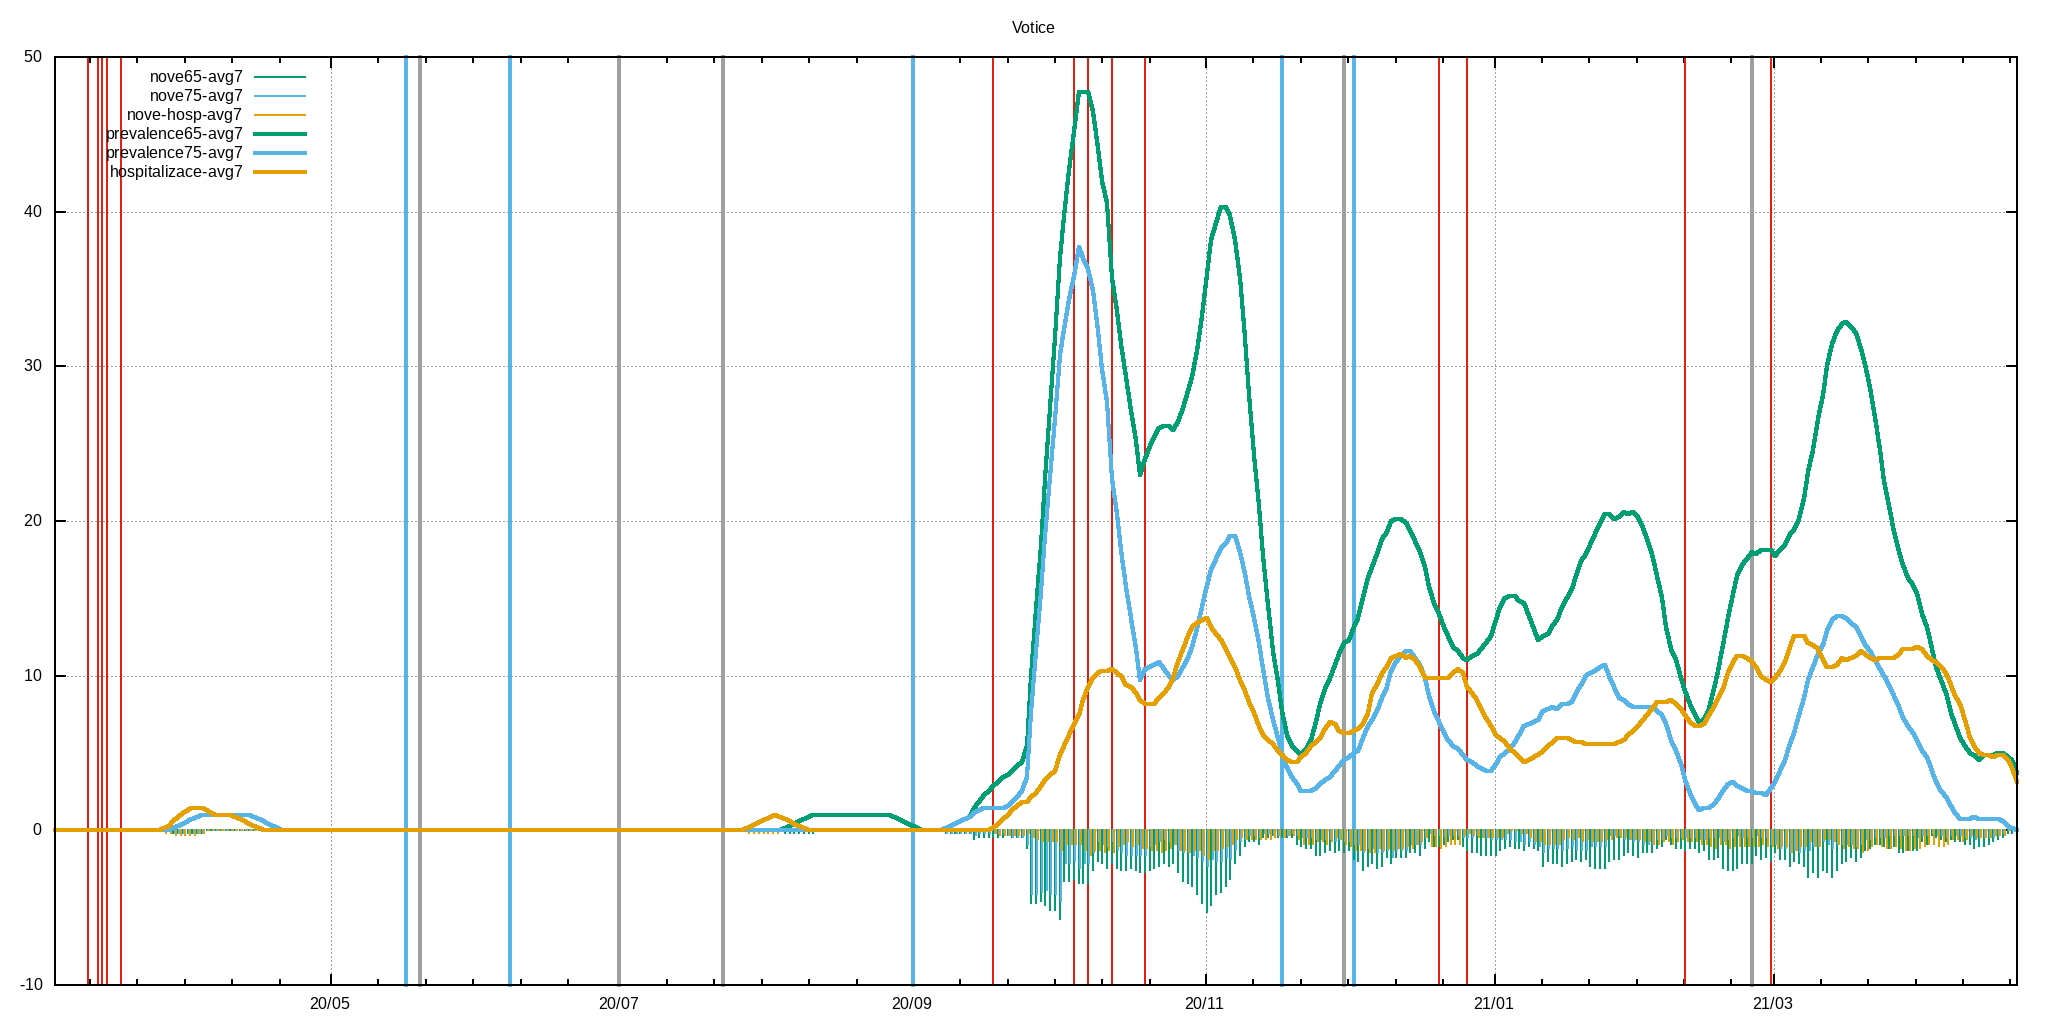 Votice
50
nove65-avg7
nove75-avg7
nove-hosp-avg7
prevalence65-avg7
prevalence75-avg7
hospitalizace-avg7
40
30
20
10
0
-10
20/05 20/07 20/09 20/11 21/01 21/03